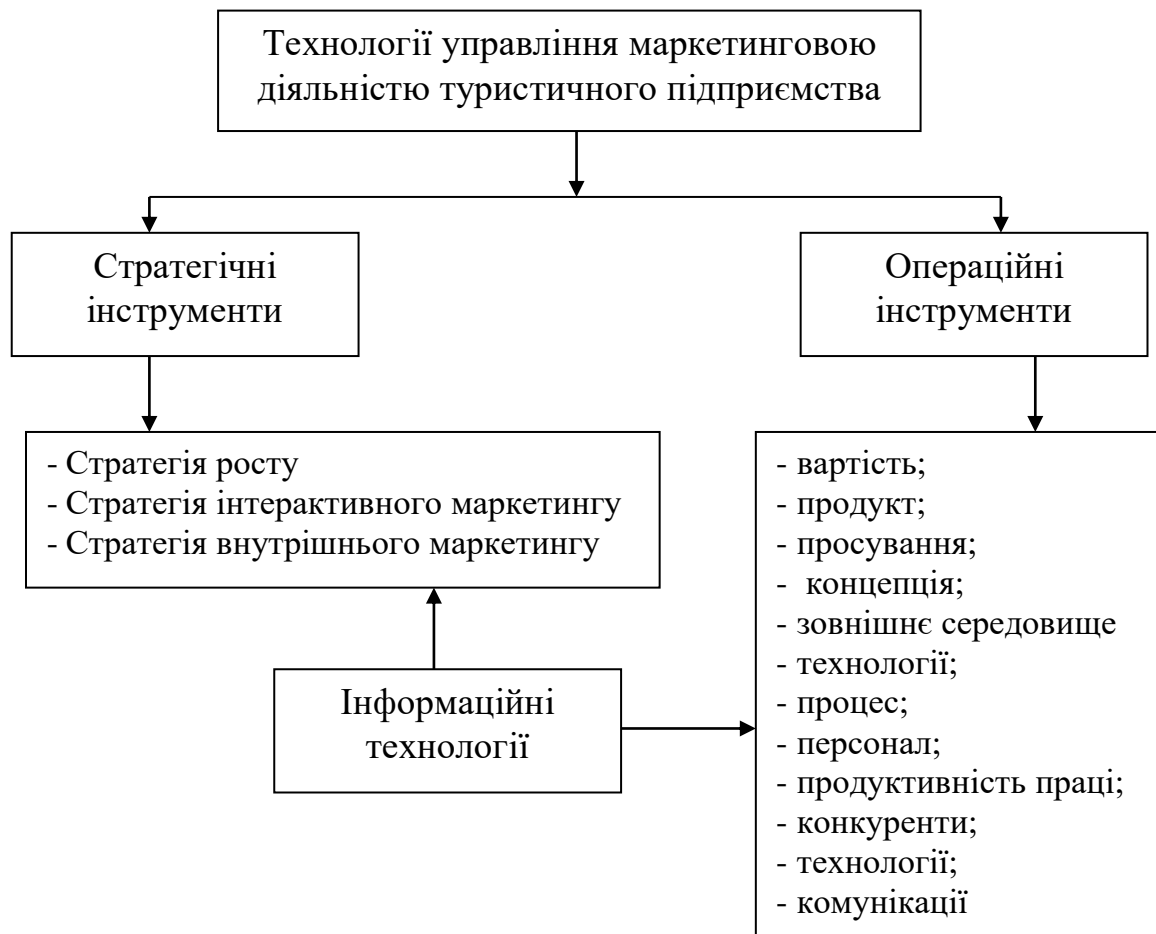 Технології управління маркетинговою
діяльністю туристичного підприємства
Стратегічні
інструменти
Операційні
інструменти
- Стратегія росту
- Стратегія інтерактивного маркетингу
- Стратегія внутрішнього маркетингу
- вартість;
- продукт;
- просування;
- концепція;
- зовнішнє середовище
- технології;
- процес;
- персонал;
- продуктивність праці;
- конкуренти;
- технології;
- комунікації
Інформаційні
технології